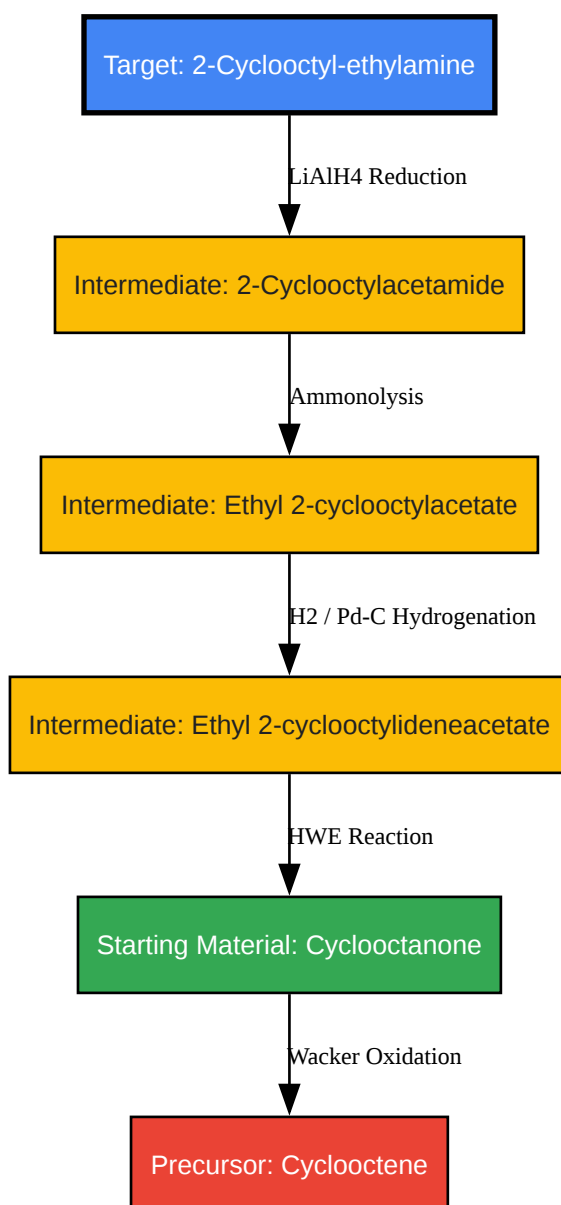 Target: 2-Cyclooctyl-ethylamine
LiAlH4 Reduction
Intermediate: 2-Cyclooctylacetamide
Ammonolysis
Intermediate: Ethyl 2-cyclooctylacetate
H2 / Pd-C Hydrogenation
Intermediate: Ethyl 2-cyclooctylideneacetate
HWE Reaction
Starting Material: Cyclooctanone
Wacker Oxidation
Precursor: Cyclooctene